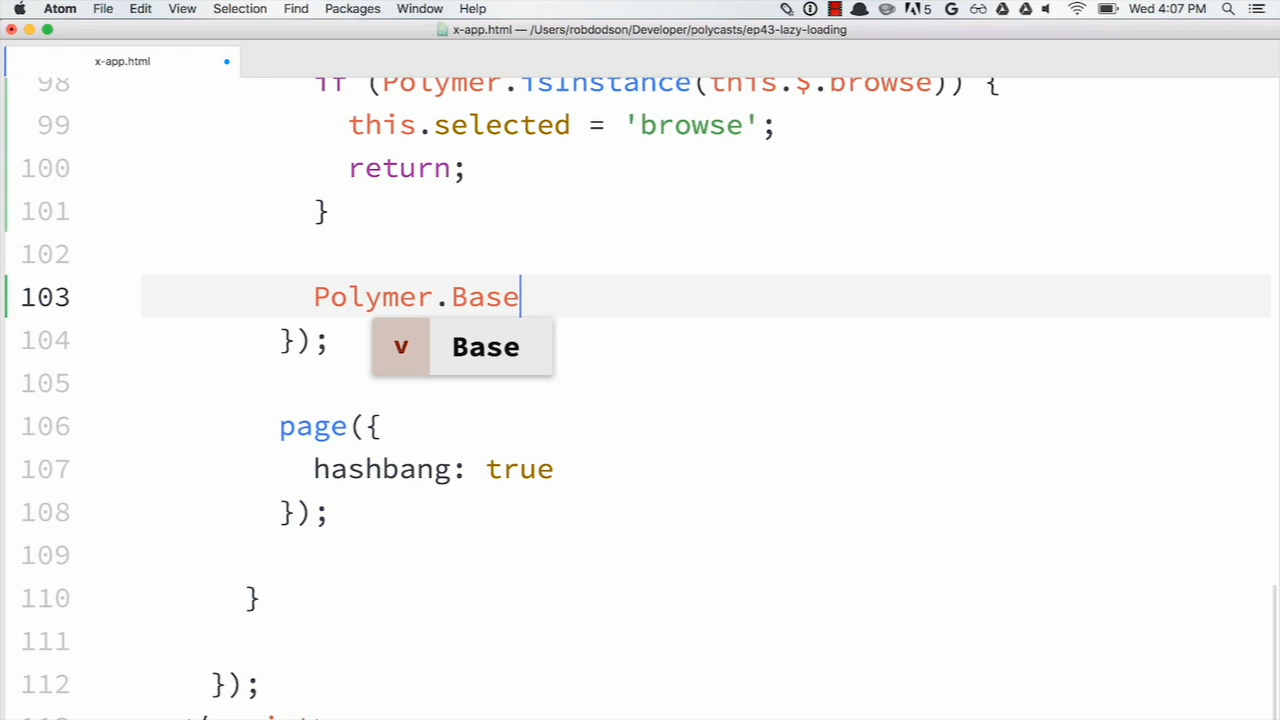 Atom File Edit View Selection Find Packages Window Help 5 Wed 4:07 PM
x-app.html — /Users/robdodson/Developer/polycasts/ep43-lazy-loading
x-app.html
98 if (Polymer.isInstance(this.$.browse)) {
99 this.selected = 'browse';
100 return;
101 }
102
103 Polymer.Base
104 });
v Base
105
106 page({
107 hashbang: true
108 });
109
110 }
111
112 });